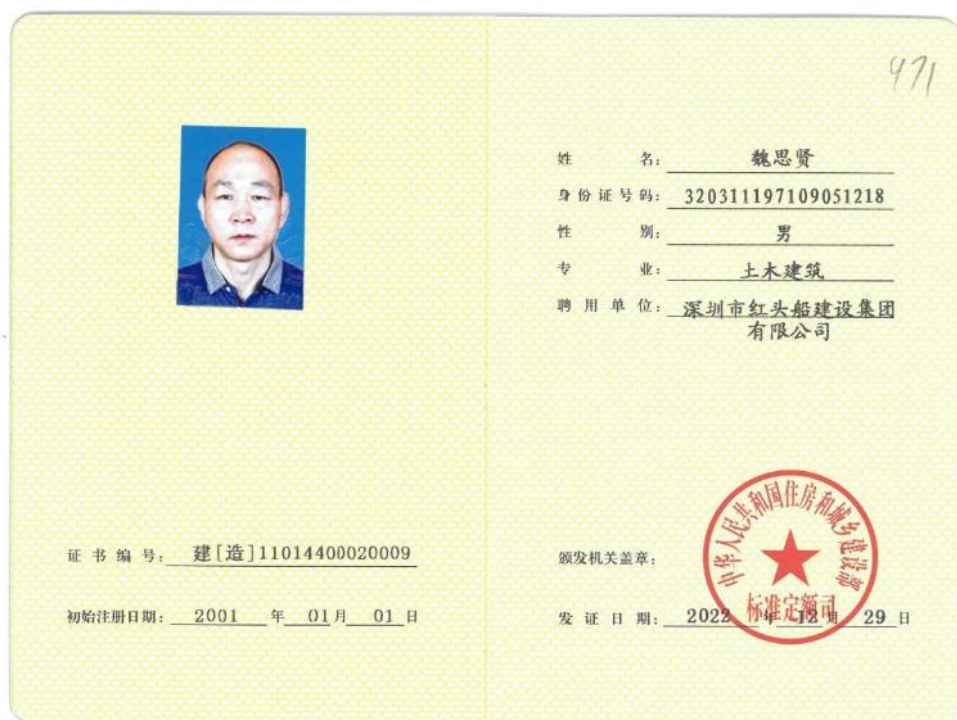 971
姓 名: 魏思贤
身份证号码: 320311197109051218
性 别: 男
专 业: 土木建筑
聘用单位: 深圳市红头船建设集团
有限公司
证书编号: 建[造]11014400020009
初始注册日期: 2001 年 01 月 01 日
颁发机关盖章:
中华人民共和国住房和城乡建设部
标准定额司
发证日期: 2022 年 12 月 29 日